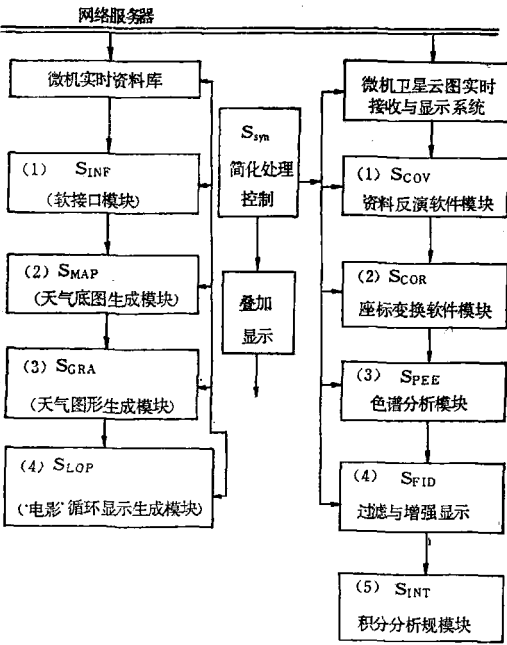 网络服务器
微机实时资料库
(1) SINF
(软接口模块)
(2) SMAP
(天气底图生成模块)
(3) SGRA
(天气图形生成模块)
(4) SLOP
("电影"循环显示生成模块)
Ssyn
简化处理
控制
叠加
显示
微机卫星云图实时
接收与显示系统
(1) SCOV
资料反演软件模块
(2) SCOR
座标变换软件模块
(3) SPEE
色谱分析模块
(4) SFID
过滤与增强显示
(5) SINT
积分分析规模块